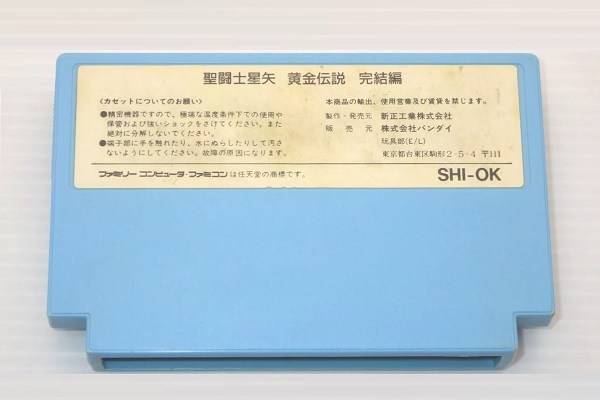 聖闘士星矢 黄金伝説 完結編
〈カセットについてのお願い〉
●精密機器ですので、極端な温度条件下での使用や
保管および強いショックをさけてください。また
絶対に分解しないでください。
●端子部に手を触れたり、水にぬらしたりして汚さ
ないようにしてください。故障の原因になります。
本商品の輸出、使用営業及び賃貸を禁じます。
製作・発売元 新正工業株式会社
販売元 株式会社バンダイ
玩具部(E/L)
東京都台東区駒形2-5-4 〒111
ファミリーコンピュータ・ファミコンは任天堂の商標です。
SHI-OK